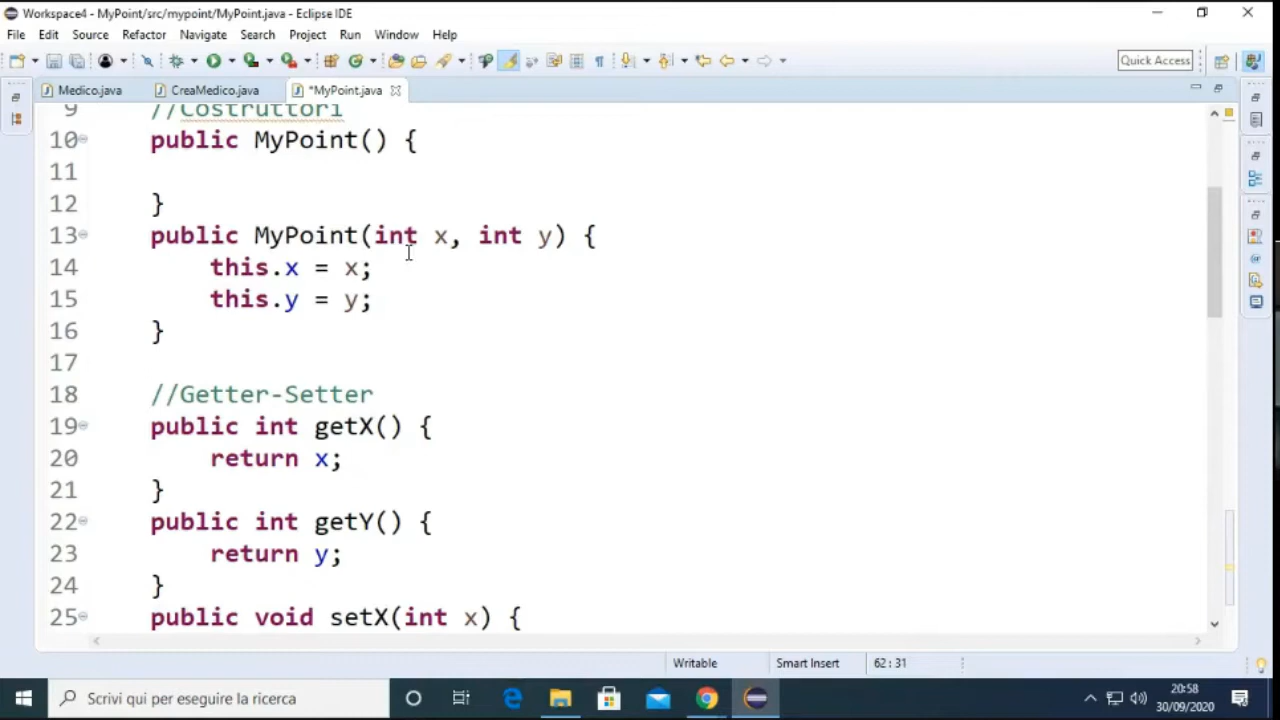 Workspace4 - MyPoint/src/mypoint/MyPoint.java - Eclipse IDE
File Edit Source Refactor Navigate Search Project Run Window Help
Quick Access
Medico.java CreaMedico.java *MyPoint.java
9 //Costruttori
10 public MyPoint() {
11
12 }
13 public MyPoint(int x, int y) {
14 this.x = x;
15 this.y = y;
16 }
17
18 //Getter-Setter
19 public int getX() {
20 return x;
21 }
22 public int getY() {
23 return y;
24 }
25 public void setX(int x) {
Writable Smart Insert 62 : 31
Scrivi qui per eseguire la ricerca
20:58
30/09/2020